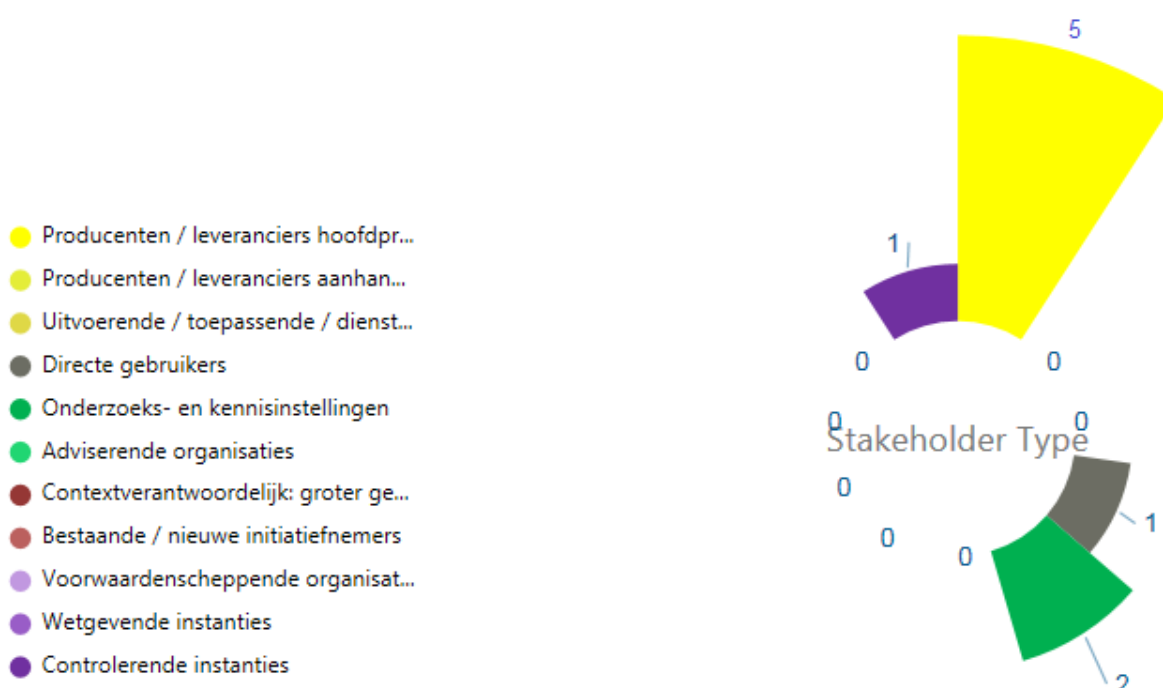 Producenten / leveranciers hoofdpr...
Producenten / leveranciers aanhan...
Uitvoerende / toepassende / dienst...
Directe gebruikers
Onderzoeks- en kennisinstellingen
Adviserende organisaties
Contextverantwoordelijk: groter ge...
Bestaande / nieuwe initiatiefnemers
Voorwaardenscheppende organisat...
Wetgevende instanties
Controlerende instanties
5
1
0
0
0
0
Stakeholder Type
0
1
0
0
2